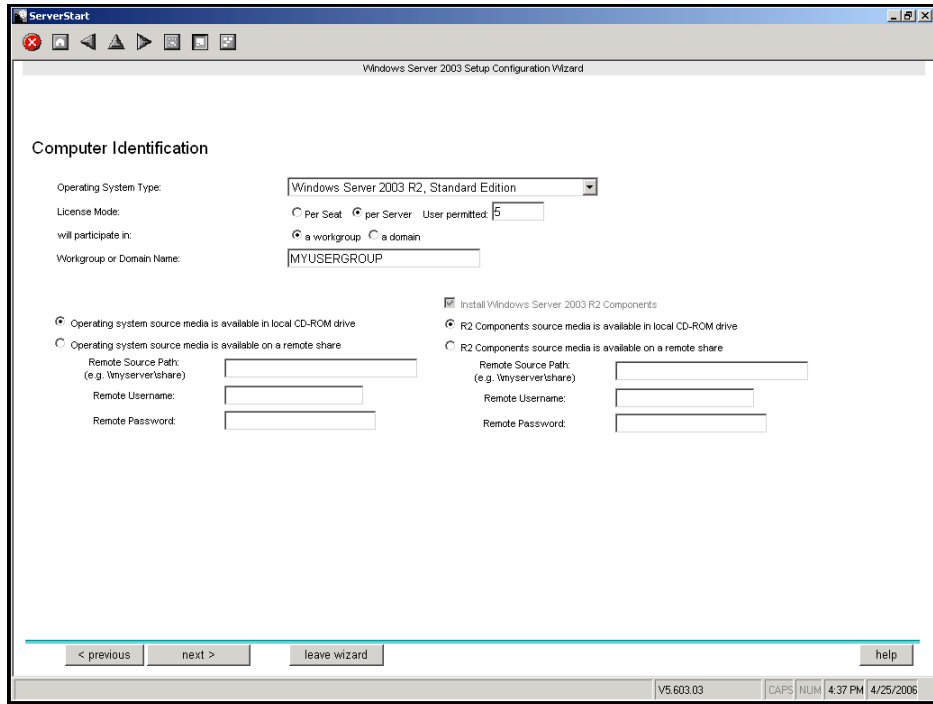 ServerStart
Windows Server 2003 Setup Configuration Wizard
Computer Identification
Operating System Type: Windows Server 2003 R2, Standard Edition
License Mode: Per Seat per Server User permitted: 5
will participate in: a workgroup a domain
Workgroup or Domain Name: MYUSERGROUP
Install Windows Server 2003 R2 Components
Operating system source media is available in local CD-ROM drive
Operating system source media is available on a remote share
Remote Source Path:
(e.g. \\myserver\share)
Remote Username:
Remote Password:
R2 Components source media is available in local CD-ROM drive
R2 Components source media is available on a remote share
Remote Source Path:
(e.g. \\myserver\share)
Remote Username:
Remote Password:
< previous next > leave wizard help
V5.603.03 CAPS NUM 4:37 PM 4/25/2006